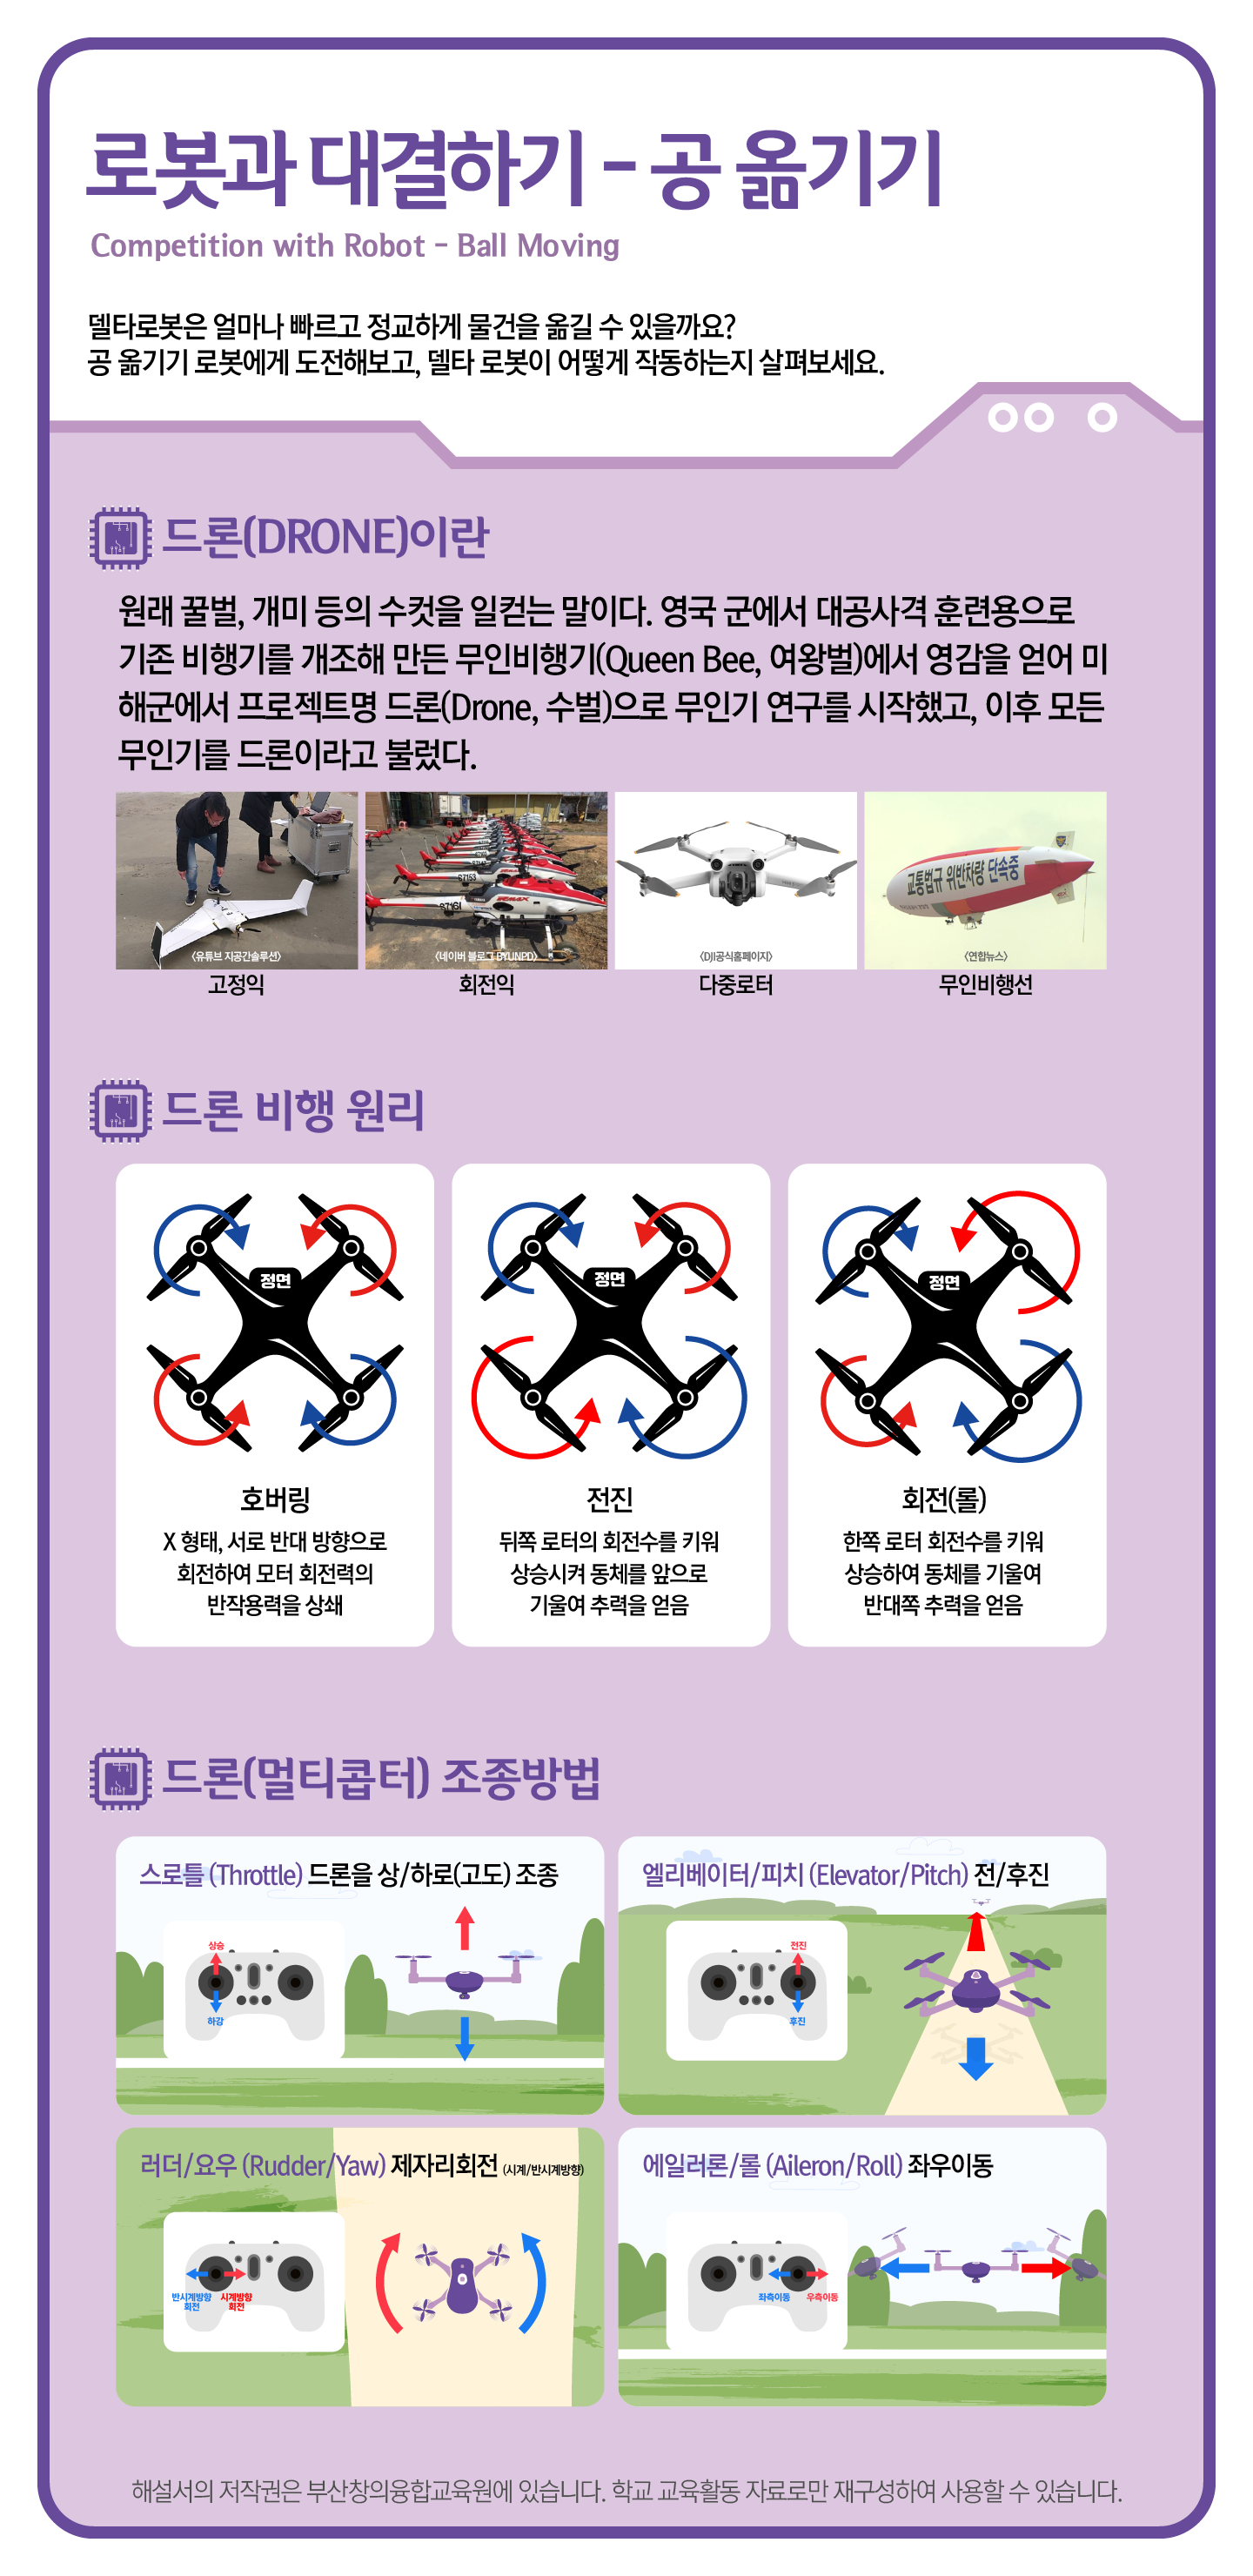 로봇과 대결하기 - 공 옮기기
Competition with Robot - Ball Moving
델타로봇은 얼마나 빠르고 정교하게 물건을 옮길 수 있을까요?
공 옮기기 로봇에게 도전해보고, 델타 로봇이 어떻게 작동하는지 살펴보세요.
드론(DRONE)이란
원래 꿀벌, 개미 등의 수컷을 일컫는 말이다. 영국 군에서 대공사격 훈련용으로
기존 비행기를 개조해 만든 무인비행기(Queen Bee, 여왕벌)에서 영감을 얻어 미
해군에서 프로젝트명 드론(Drone, 수벌)으로 무인기 연구를 시작했고, 이후 모든
무인기를 드론이라고 불렀다.
교통법규 위반차량 단속중
S7153
S7161
RMAX
〈유튜브 지공간솔루션〉
〈네이버 블로그 BYUNPD〉
〈DJI공식홈페이지〉
〈연합뉴스〉
고정익
회전익
다중로터
무인비행선
드론 비행 원리
정면
정면
정면
호버링
X 형태, 서로 반대 방향으로
회전하여 모터 회전력의
반작용력을 상쇄
전진
뒤쪽 로터의 회전수를 키워
상승시켜 동체를 앞으로
기울여 추력을 얻음
회전(롤)
한쪽 로터 회전수를 키워
상승하여 동체를 기울여
반대쪽 추력을 얻음
드론(멀티콥터) 조종방법
스로틀 (Throttle) 드론을 상/하로(고도) 조종
상승
하강
엘리베이터/피치 (Elevator/Pitch) 전/후진
전진
후진
러더/요우 (Rudder/Yaw) 제자리회전 (시계/반시계방향)
반시계방향
회전
시계방향
회전
에일러론/롤 (Aileron/Roll) 좌우이동
좌측이동
우측이동
해설서의 저작권은 부산창의융합교육원에 있습니다. 학교 교육활동 자료로만 재구성하여 사용할 수 있습니다.